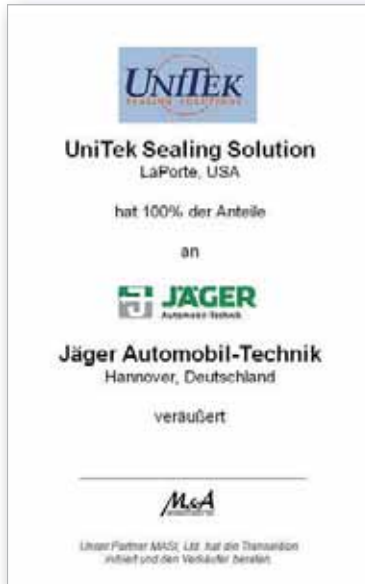 UNITEK
SEALING SOLUTIONS
UniTek Sealing Solution
LaPorte, USA
hat 100% der Anteile
an
JÄGER
Automobil-Technik
Jäger Automobil-Technik
Hannover, Deutschland
veräußert
M&A
Unser Partner MASI, Ltd. hat die Transaktion
initiiert und den Verkäufer beraten.